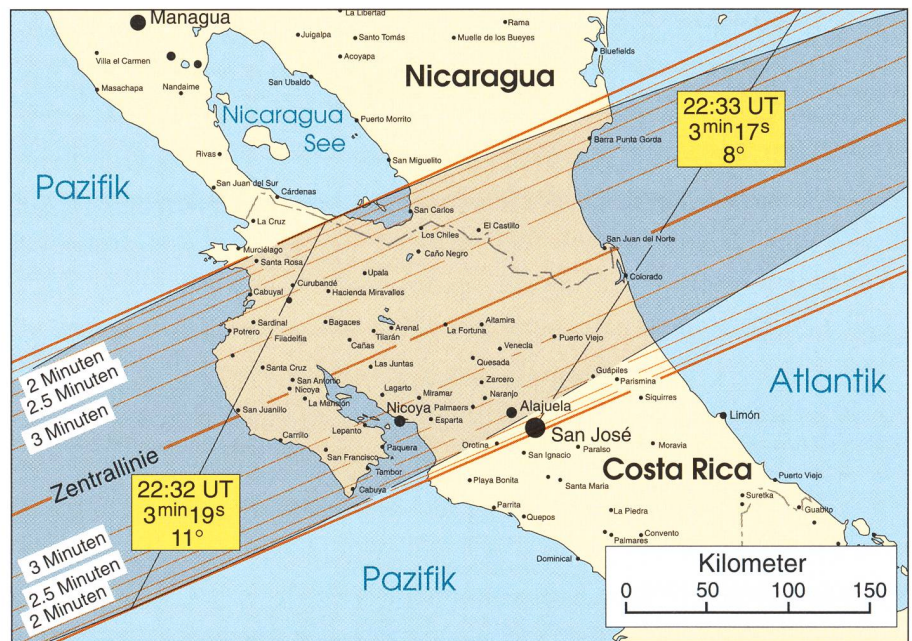 Managua
La Libertad
Rama
Juigalpa
Santo Tomás
Muelle de los Bueyes
Bluefields
Villa el Carmen
Acoyapa
Nicaragua
San Ubaldo
Masachapa
Nandaime
22:33 UT
3min17s
8°
Nicaragua
See
Puerto Morrito
Barra Punta Gorda
Rivas
San Miguelito
Pazifik
San Juan del Sur
Cárdenas
San Carlos
La Cruz
El Castillo
Los Chiles
San Juan del Norte
Murciélago
Caño Negro
Santa Rosa
Upala
Colorado
Curubandé
Hacienda Miravalles
Cabuyal
Sardinal
Bagaces
Arenal
Altamira
La Fortuna
Potrero
Filadelfia
Tilarán
Cañas
Puerto Viejo
Venecia
2 Minuten
2.5 Minuten
3 Minuten
Quesada
Santa Cruz
Las Juntas
Guápiles
Parismina
Atlantik
San Antonio
Nicoya
Zarcero
Lagarto
Miramar
Naranjo
Siquirres
La Mansión
Palmares
San Juanillo
Nicoya
Esparta
Alajuela
Limón
Lepanto
San José
Carrillo
Paquera
Orotina
Moravia
Zentrallinie
San Francisco
San Ignacio
Paraíso
Costa Rica
Tambor
Playa Bonita
Santa Maria
Puerto Viejo
22:32 UT
3min19s
11°
Cabuya
Suretka
Parrita
La Piedra
Guabito
Quepos
3 Minuten
2.5 Minuten
2 Minuten
Convento
Palmares
Dominical
Pazifik
Kilometer
0 50 100 150